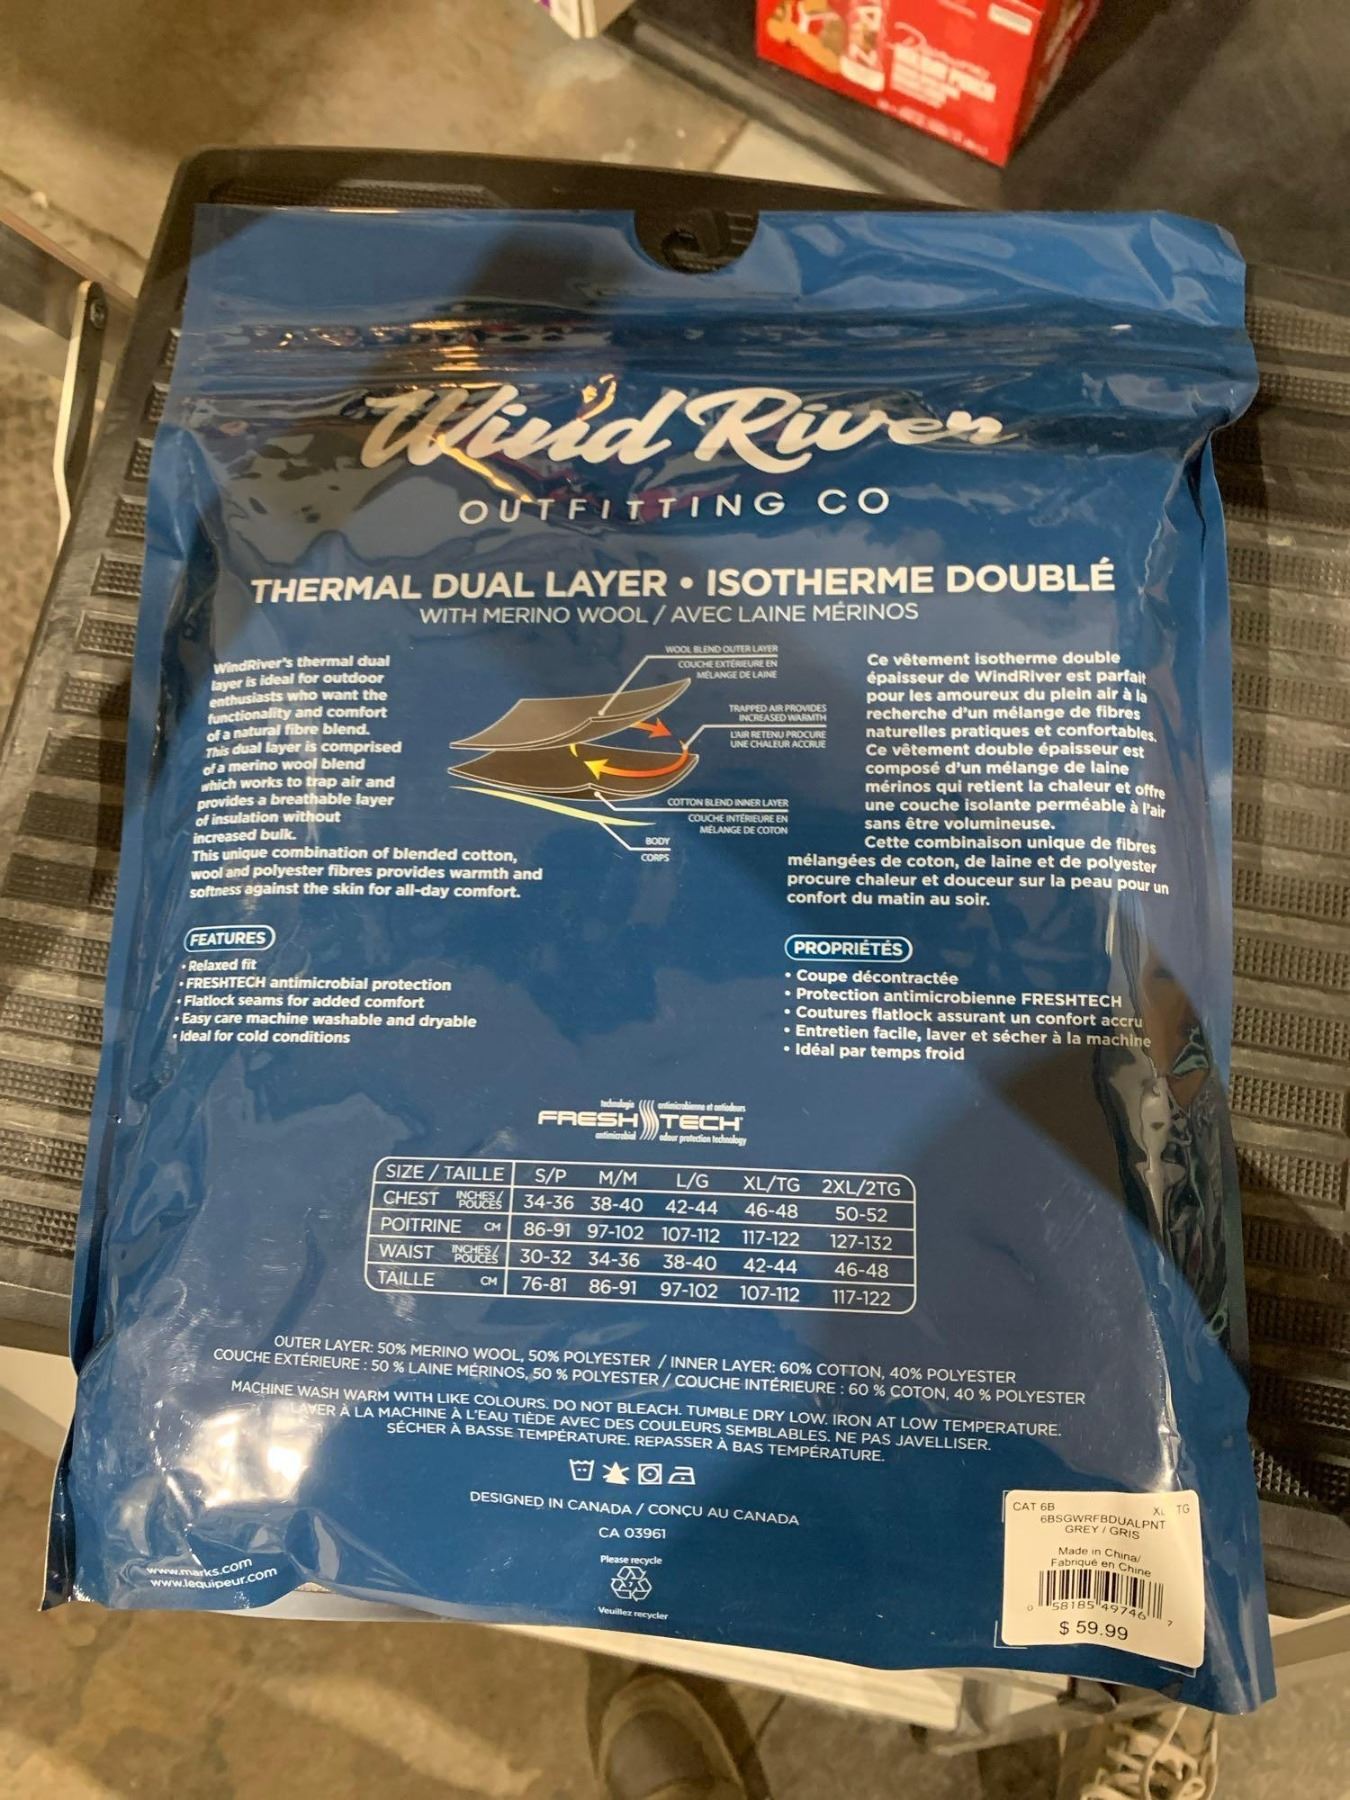 Wind River
OUTFITTING CO
THERMAL DUAL LAYER • ISOTHERME DOUBLÉ
WITH MERINO WOOL / AVEC LAINE MÉRINOS
WindRiver's thermal dual
layer is ideal for outdoor
enthusiasts who want the
functionality and comfort
of a natural fibre blend.
This dual layer is comprised
of a merino wool blend
which works to trap air and
provides a breathable layer
of insulation without
increased bulk.
This unique combination of blended cotton,
wool and polyester fibres provides warmth and
softness against the skin for all-day comfort.
WOOL BLEND OUTER LAYER
COUCHE EXTÉRIEURE EN
MÉLANGE DE LAINE
TRAPPED AIR PROVIDES
INCREASED WARMTH
L'AIR RETENU PROCURE
UNE CHALEUR ACCRUE
COTTON BLEND INNER LAYER
COUCHE INTÉRIEURE EN
MÉLANGE DE COTON
BODY
CORPS
Ce vêtement isotherme double
épaisseur de WindRiver est parfait
pour les amoureux du plein air à la
recherche d'un mélange de fibres
naturelles pratiques et confortables.
Ce vêtement double épaisseur est
composé d'un mélange de laine
mérinos qui retient la chaleur et offre
une couche isolante perméable à l'air
sans être volumineuse.
Cette combinaison unique de fibres
mélangées de coton, de laine et de polyester
procure chaleur et douceur sur la peau pour un
confort du matin au soir.
FEATURES
• Relaxed fit
• FRESHTECH antimicrobial protection
• Flatlock seams for added comfort
• Easy care machine washable and dryable
• Ideal for cold conditions
PROPRIÉTÉS
• Coupe décontractée
• Protection antimicrobienne FRESHTECH
• Coutures flatlock assurant un confort accru
• Entretien facile, laver et sécher à la machine
• Idéal par temps froid
technologie antimicrobienne et antiodeurs
FRESH TECH
antimicrobial odour protection technology
SIZE / TAILLE S/P M/M L/G XL/TG 2XL/2TG
CHEST INCHES / POUCES 34-36 38-40 42-44 46-48 50-52
POITRINE CM 86-91 97-102 107-112 117-122 127-132
WAIST INCHES / POUCES 30-32 34-36 38-40 42-44 46-48
TAILLE CM 76-81 86-91 97-102 107-112 117-122
OUTER LAYER: 50% MERINO WOOL, 50% POLYESTER / INNER LAYER: 60% COTTON, 40% POLYESTER
COUCHE EXTÉRIEURE : 50 % LAINE MÉRINOS, 50 % POLYESTER / COUCHE INTÉRIEURE : 60 % COTON, 40 % POLYESTER
MACHINE WASH WARM WITH LIKE COLOURS. DO NOT BLEACH. TUMBLE DRY LOW. IRON AT LOW TEMPERATURE.
LAVER À LA MACHINE À L'EAU TIÈDE AVEC DES COULEURS SEMBLABLES. NE PAS JAVELLISER.
SÉCHER À BASSE TEMPÉRATURE. REPASSER À BAS TEMPÉRATURE.
DESIGNED IN CANADA / CONÇU AU CANADA
CA 03961
Please recycle
7
Veuillez recycler
www.marks.com
www.lequipeur.com
CAT 6B XL TG
6BSGWRFBDUALPNT
GREY / GRIS
Made in China/
Fabriqué en Chine
0 58185 49746 7
$ 59.99